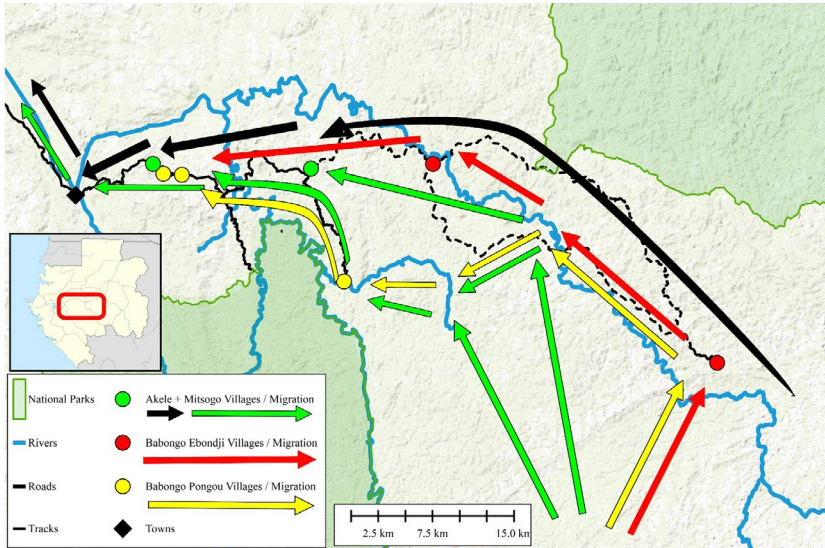 National Parks
Akele + Mitsogo Villages / Migration
Rivers
Babongo Ebondji Villages / Migration
Roads
Babongo Pongou Villages / Migration
Tracks
Towns
2.5 km 7.5 km 15.0 km